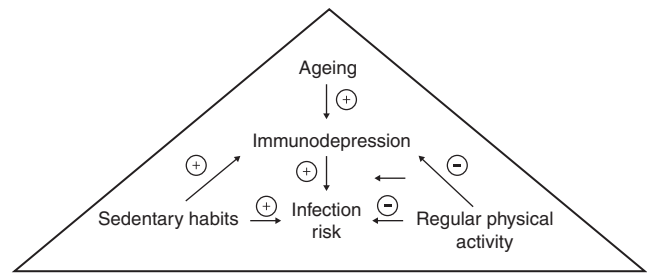 Ageing
+
Immunodepression
+
+
−
Sedentary habits
+
Infection
risk
−
Regular physical
activity